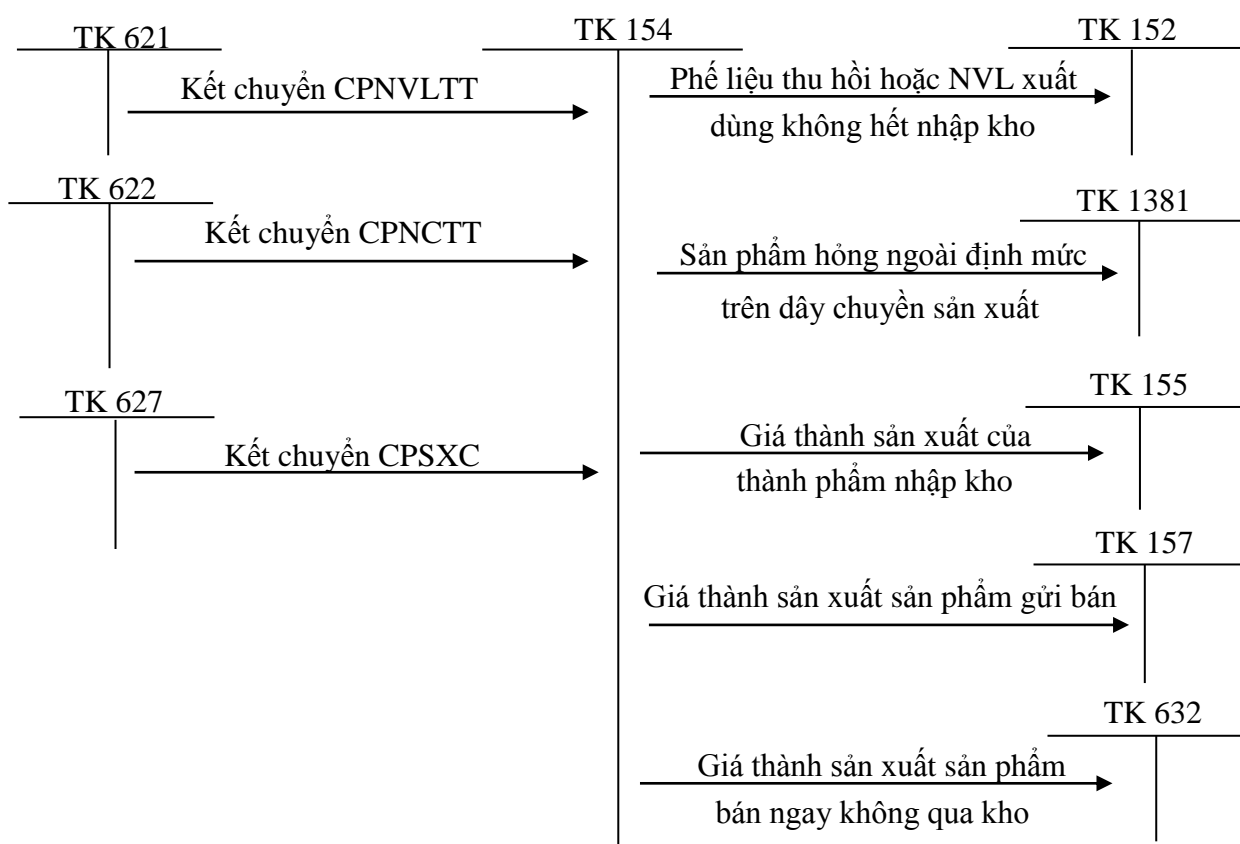 TK 621
TK 154
TK 152
Kết chuyển CPNVLTT
Phế liệu thu hồi hoặc NVL xuất
dùng không hết nhập kho
TK 622
TK 1381
Kết chuyển CPNCTT
Sản phẩm hỏng ngoài định mức
trên dây chuyền sản xuất
TK 627
TK 155
Kết chuyển CPSXC
Giá thành sản xuất của
thành phẩm nhập kho
TK 157
Giá thành sản xuất sản phẩm gửi bán
TK 632
Giá thành sản xuất sản phẩm
bán ngay không qua kho